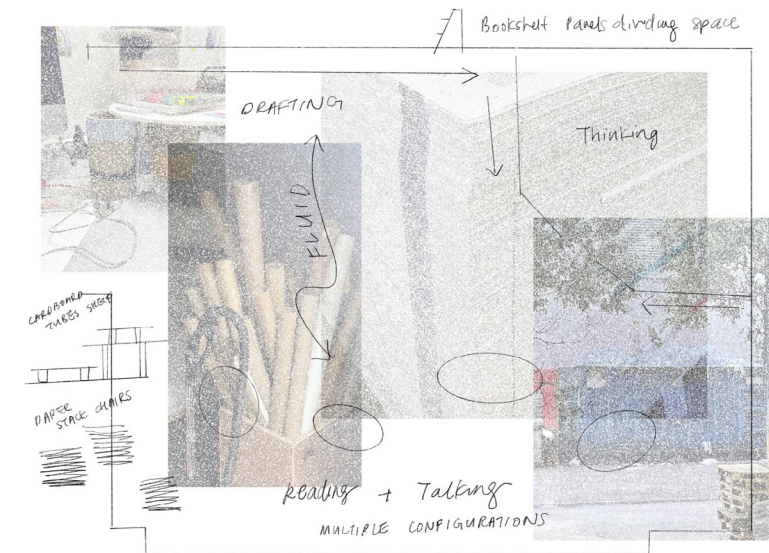 Bookshelf Panels dividing space
DRAFTING
Thinking
FLUID
CARDBOARD
TUBES SHELF
PAPER
STACK CHAIRS
Reading + Talking
MULTIPLE CONFIGURATIONS